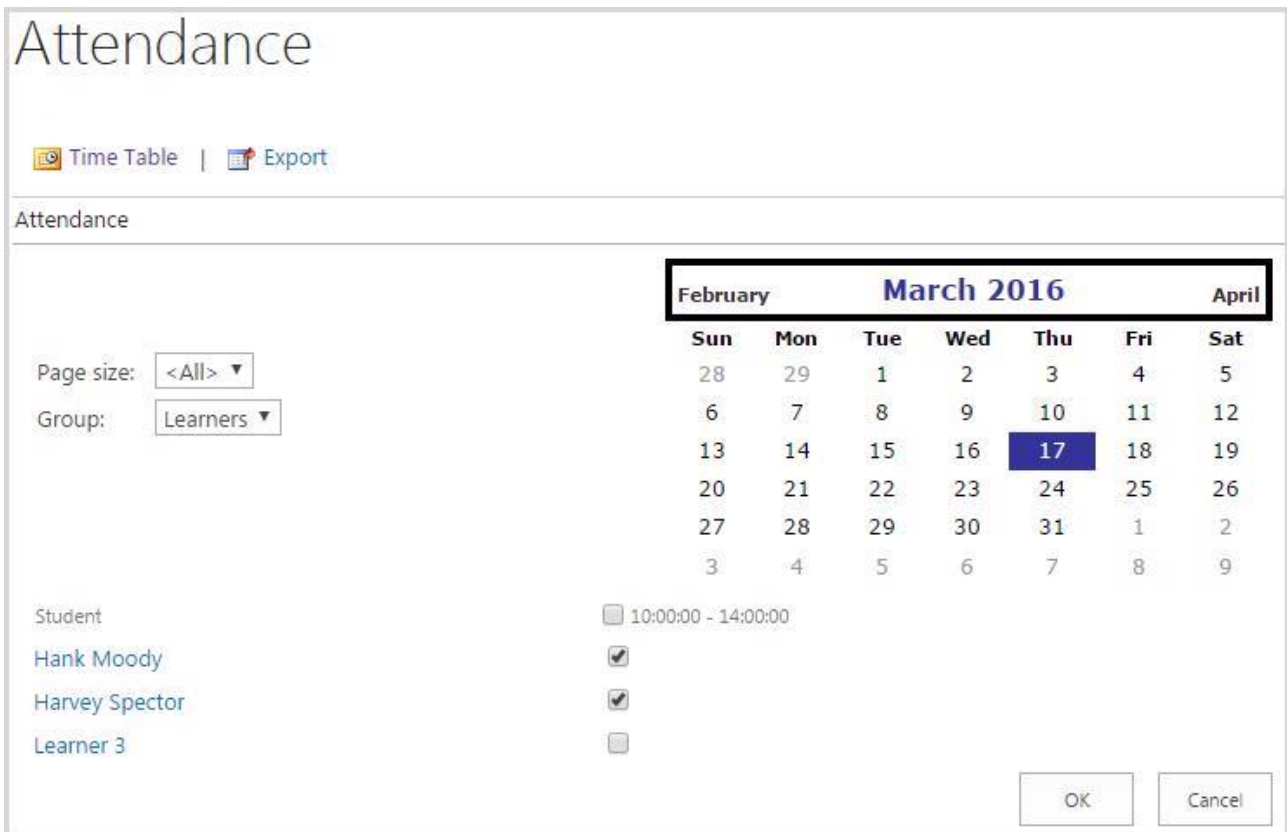 Attendance
Time Table | Export
Attendance
February March 2016 April
Sun Mon Tue Wed Thu Fri Sat
28 29 1 2 3 4 5
Page size: <All>
6 7 8 9 10 11 12
Group: Learners
13 14 15 16 17 18 19
20 21 22 23 24 25 26
27 28 29 30 31 1 2
3 4 5 6 7 8 9
Student 10:00:00 - 14:00:00
Hank Moody
Harvey Spector
Learner 3
OK Cancel